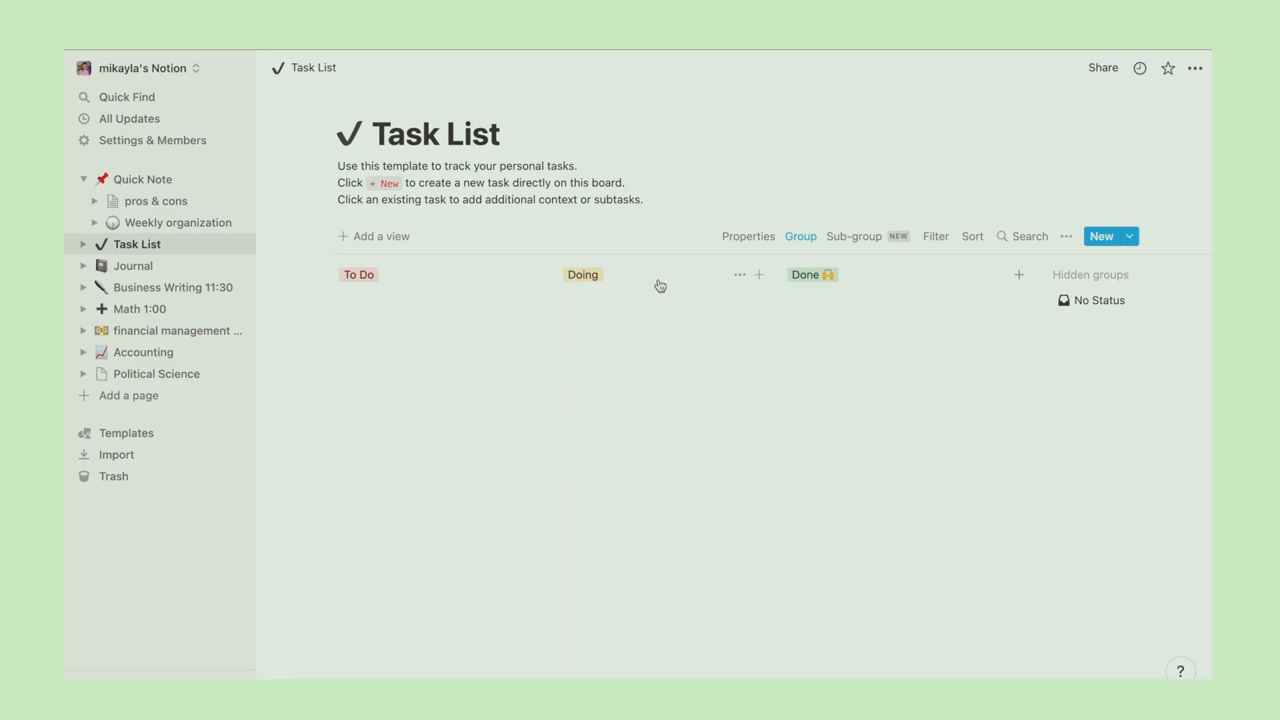 mikayla's Notion
Quick Find
All Updates
Settings & Members
Quick Note
pros & cons
Weekly organization
Task List
Journal
Business Writing 11:30
Math 1:00
financial management ...
Accounting
Political Science
Add a page
Templates
Import
Trash
Task List
Share
Task List
Use this template to track your personal tasks.
Click + New to create a new task directly on this board.
Click an existing task to add additional context or subtasks.
Add a view
Properties Group Sub-group NEW Filter Sort Search ... New
To Do Doing Done Hidden groups
No Status
?